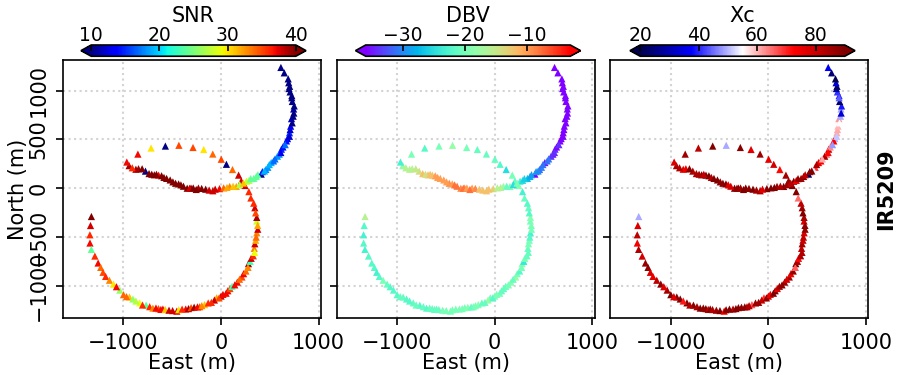 SNR
10 20 30 40
DBV
−30 −20 −10
Xc
20 40 60 80
North (m)
1000
500
0
−500
−1000
−1000 0 1000
East (m)
−1000 0 1000
East (m)
−1000 0 1000
East (m)
IR5209